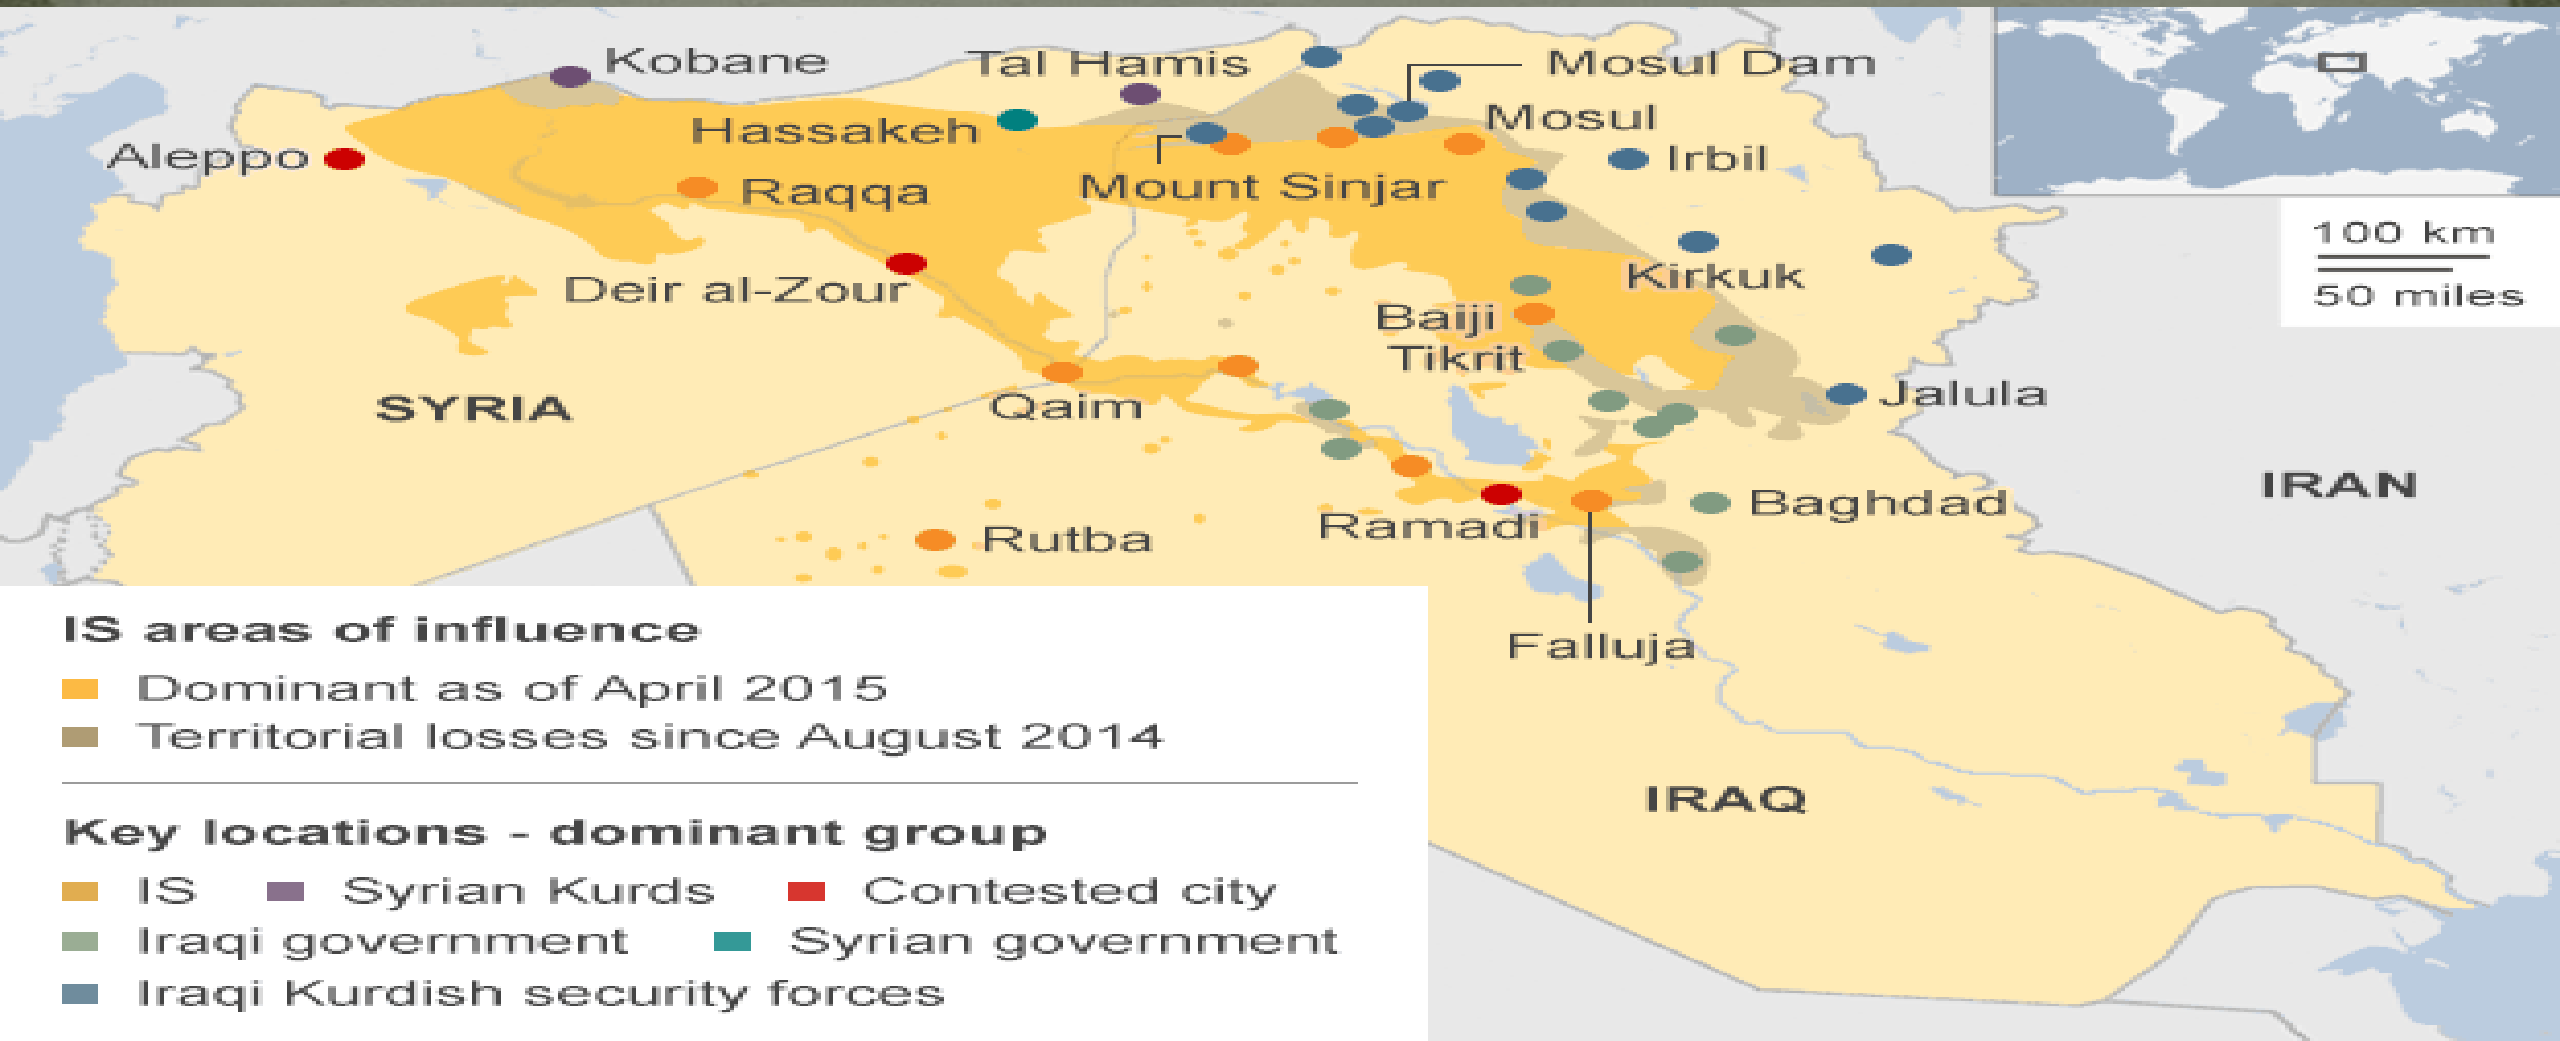 Kobane
Tal Hamis
Mosul Dam
Mosul
Hassakeh
Aleppo
Irbil
Raqqa
Mount Sinjar
100 km
50 miles
Kirkuk
Deir al-Zour
Baiji
Tikrit
SYRIA
Qaim
Jalula
IRAN
Baghdad
Ramadi
Rutba
Falluja
IRAQ
IS areas of influence
Dominant as of April 2015
Territorial losses since August 2014
Key locations - dominant group
IS Syrian Kurds Contested city
Iraqi government Syrian government
Iraqi Kurdish security forces